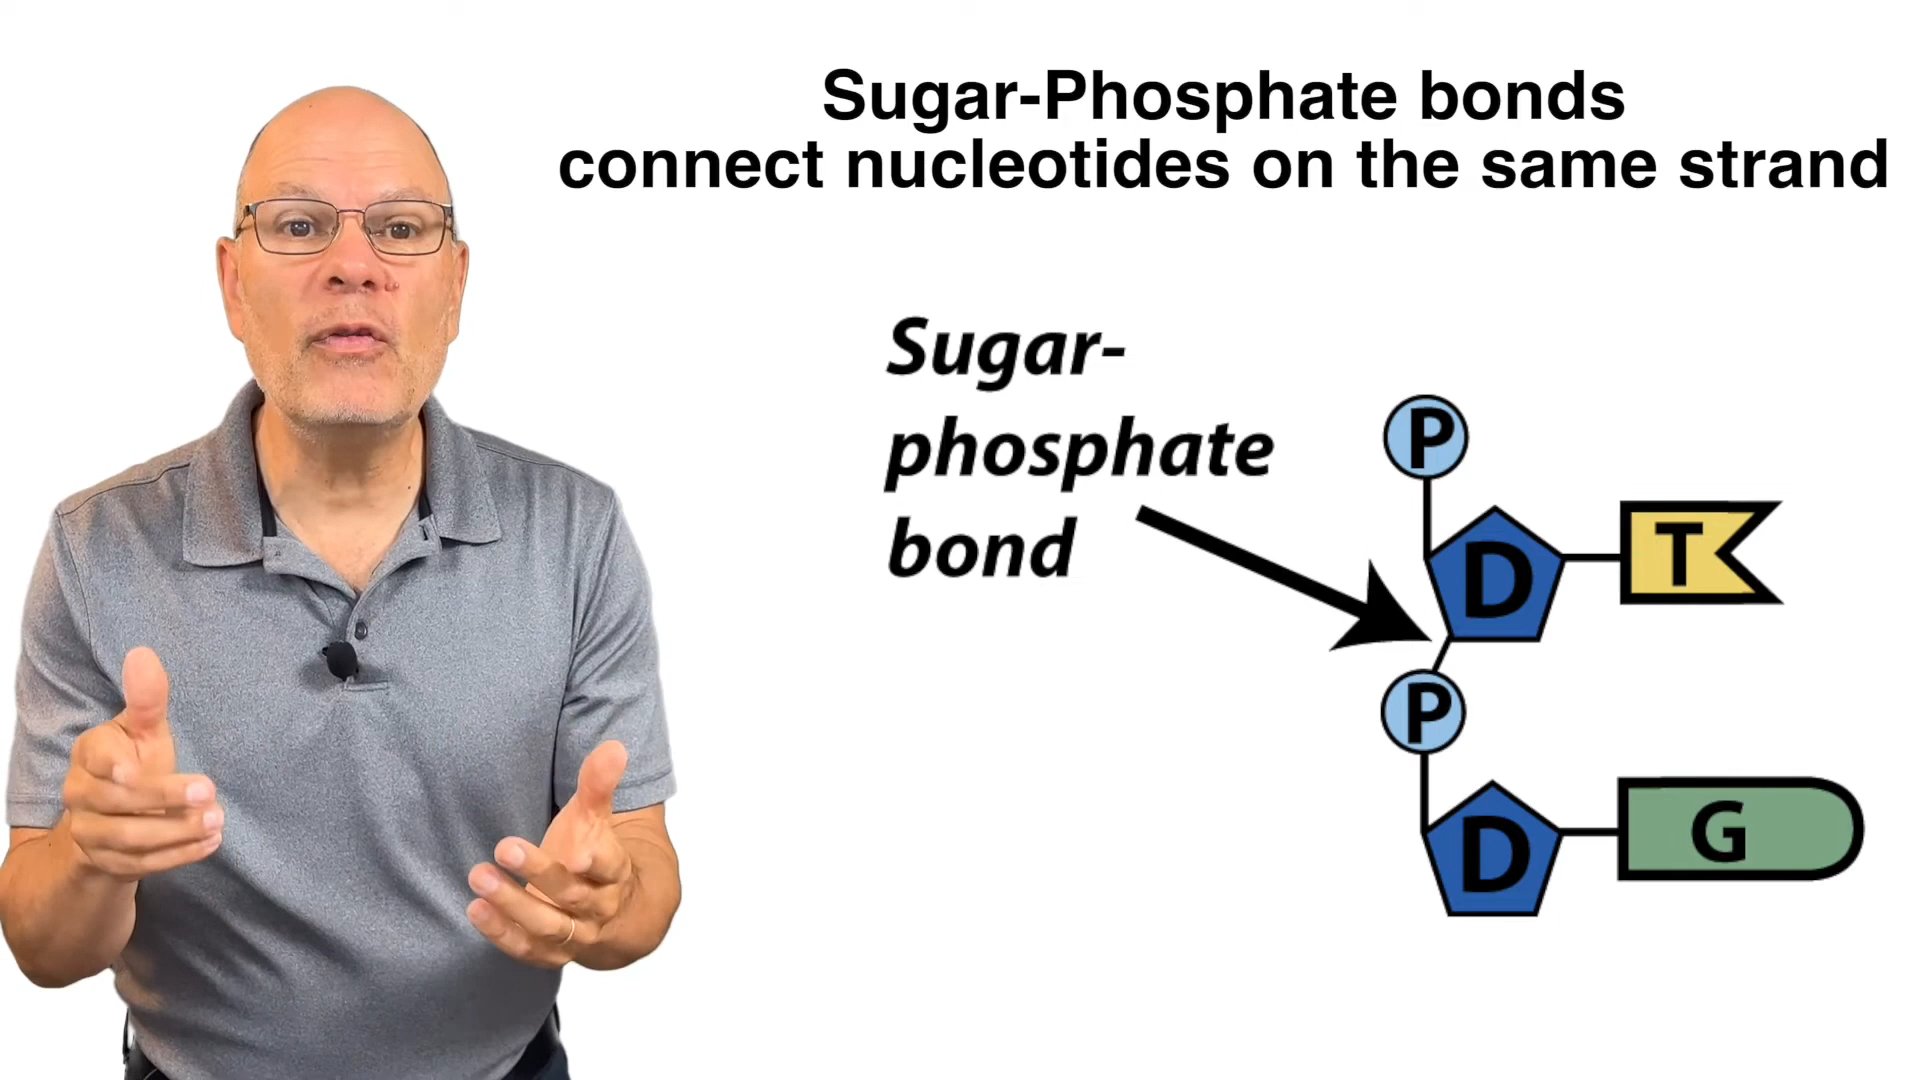 Sugar-Phosphate bonds
connect nucleotides on the same strand
Sugar-
phosphate
bond
P
D
T
P
D
G